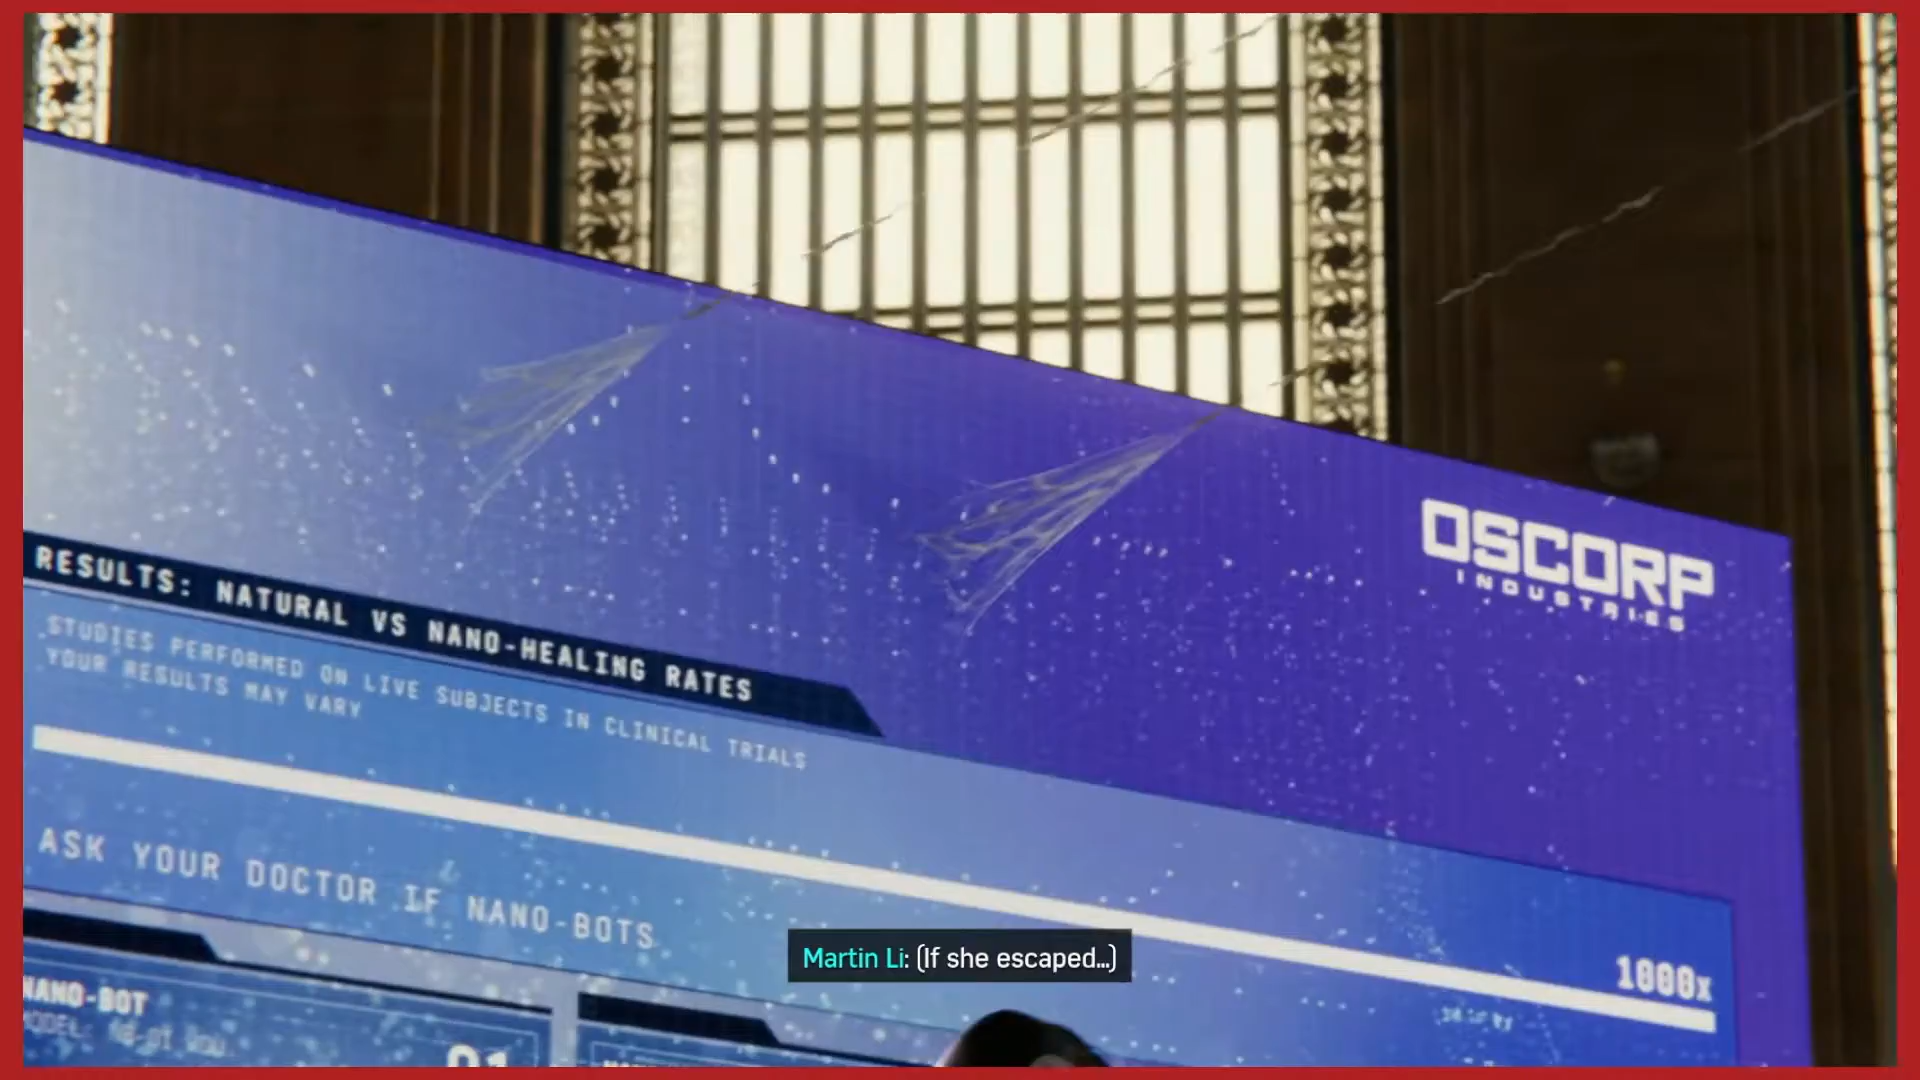 OSCORP
INDUSTRIES
RESULTS: NATURAL VS NANO-HEALING RATES
STUDIES PERFORMED ON LIVE SUBJECTS IN CLINICAL TRIALS
YOUR RESULTS MAY VARY
ASK YOUR DOCTOR IF NANO-BOTS
1000x
Martin Li: (If she escaped...)
NANO-BOT
01